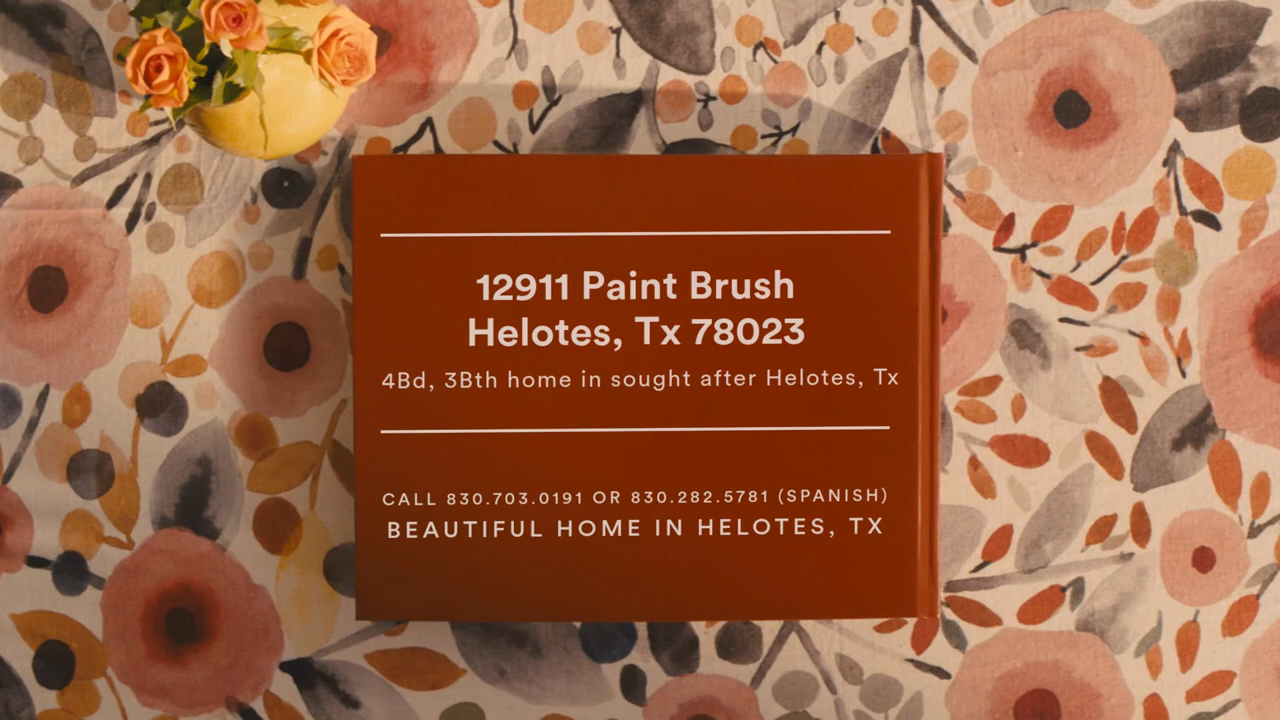 12911 Paint Brush
Helotes, Tx 78023
4Bd, 3Bth home in sought after Helotes, Tx
CALL 830.703.0191 OR 830.282.5781 (SPANISH)
BEAUTIFUL HOME IN HELOTES, TX